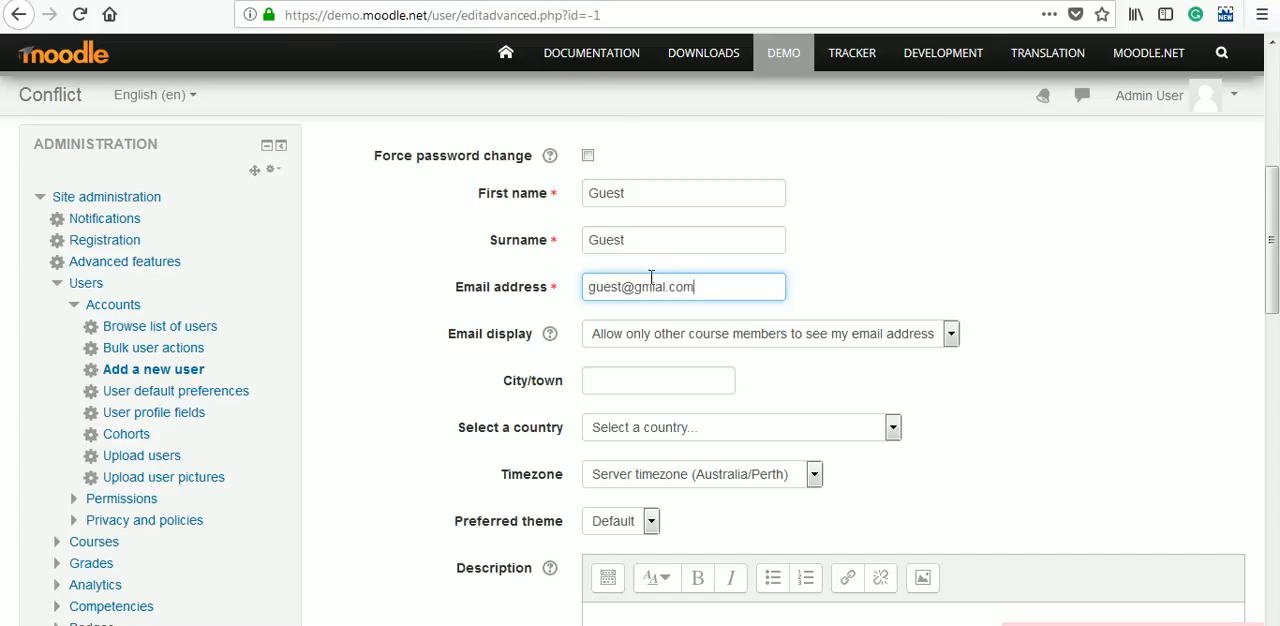 https://demo.moodle.net/user/editadvanced.php?id=-1
NEW
moodle
DOCUMENTATION
DOWNLOADS
DEMO
TRACKER
DEVELOPMENT
TRANSLATION
MOODLE.NET
Conflict
English (en)
Admin User
ADMINISTRATION
Site administration
Notifications
Registration
Advanced features
Users
Accounts
Browse list of users
Bulk user actions
Add a new user
User default preferences
User profile fields
Cohorts
Upload users
Upload user pictures
Permissions
Privacy and policies
Courses
Grades
Analytics
Competencies
Force password change ?
First name * Guest
Surname * Guest
Email address * guest@gmial.com
Email display ? Allow only other course members to see my email address
City/town
Select a country Select a country...
Timezone Server timezone (Australia/Perth)
Preferred theme Default
Description ?
B I